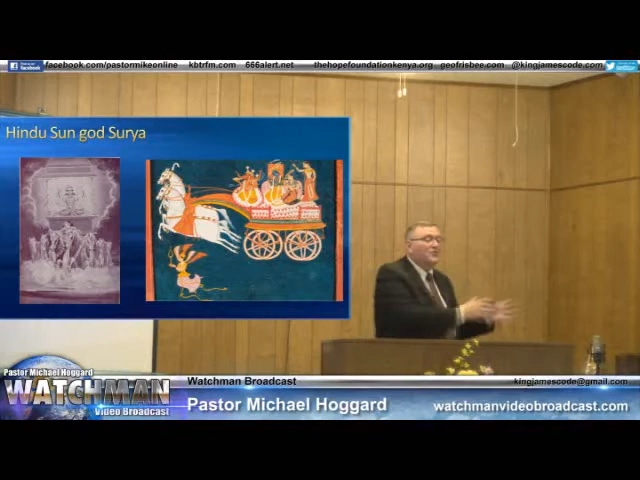 facebook.com/pastormikeonline kbtrfm.com 666alert.net thehopefoundationkenya.org geofrisbee.com @kingjamescode.com
Hindu Sun god Surya
Pastor Michael Hoggard
WATCHMAN
Video Broadcast
Watchman Broadcast
kingjamescode@gmail.com
Pastor Michael Hoggard
watchmanvideobroadcast.com